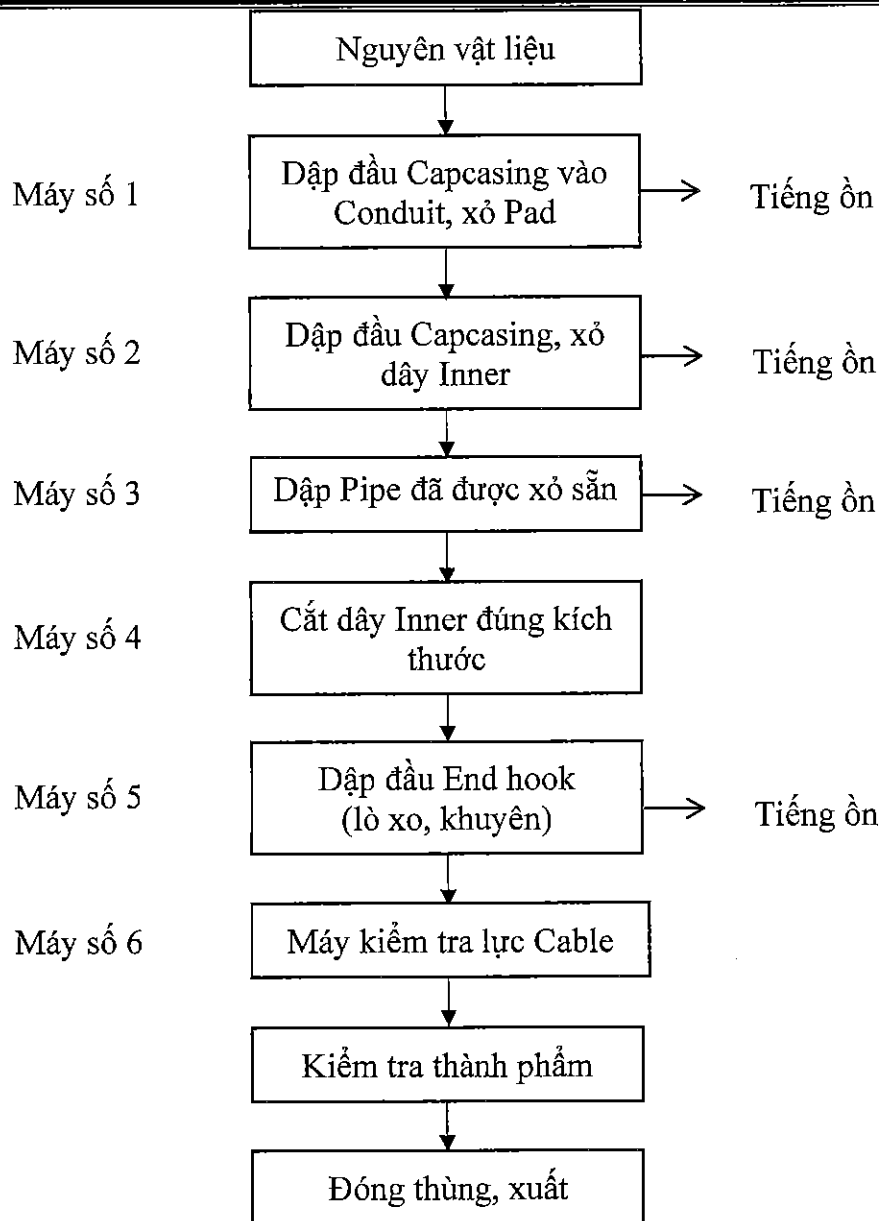 Nguyên vật liệu
Máy số 1
Dập đầu Capcasing vào
Conduit, xỏ Pad
Tiếng ồn
Máy số 2
Dập đầu Capcasing, xỏ
dây Inner
Tiếng ồn
Máy số 3
Dập Pipe đã được xỏ sẵn
Tiếng ồn
Máy số 4
Cắt dây Inner đúng kích
thước
Máy số 5
Dập đầu End hook
(lò xo, khuyên)
Tiếng ồn
Máy số 6
Máy kiểm tra lực Cable
Kiểm tra thành phẩm
Đóng thùng, xuất